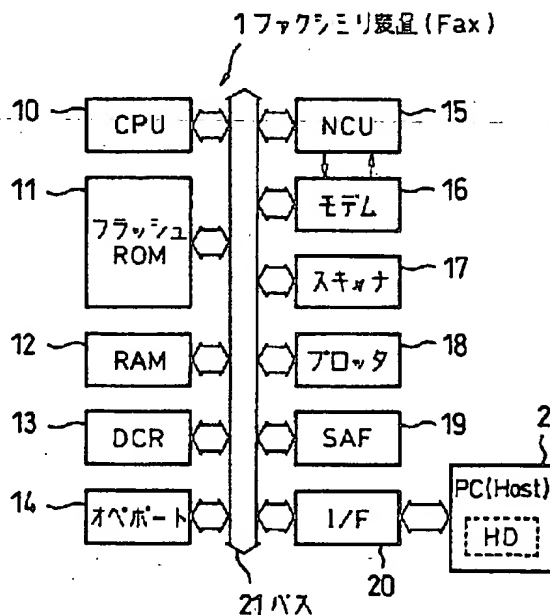 1 ファクシミリ装置 (Fax)
10 CPU
11 フラッシュ
ROM
12 RAM
13 DCR
14 オペポート
15 NCU
16 モデム
17 スキャナ
18 プロッタ
19 SAF
I/F 20
2
PC(Host)
HD
21 バス